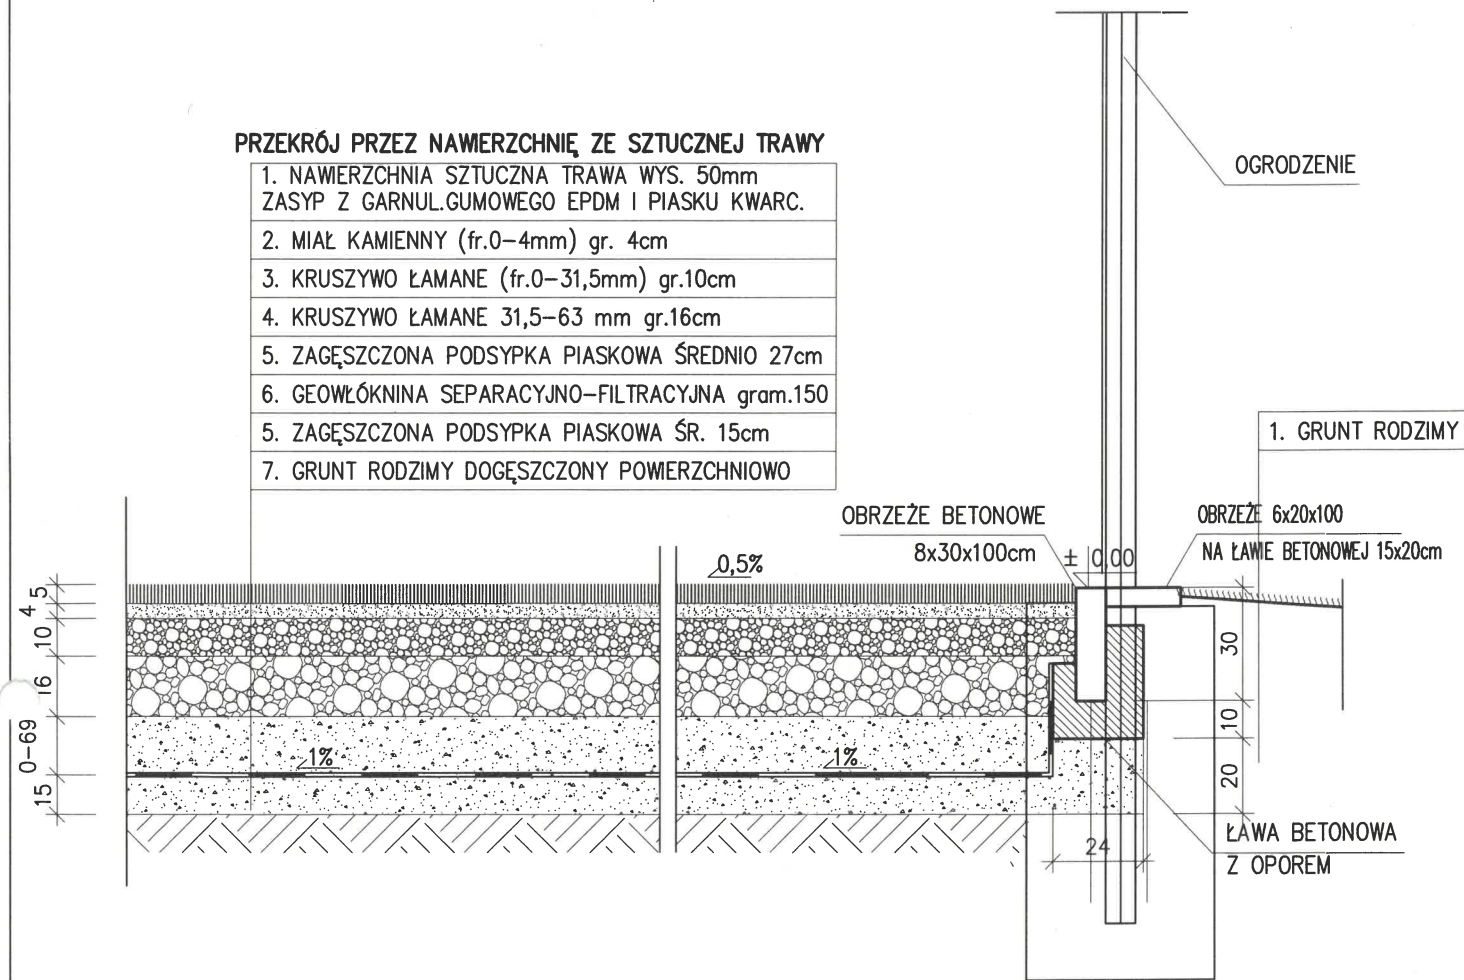 PRZEKRÓJ PRZEZ NAWIERZCHNIĘ ZE SZTUCZNEJ TRAWY
1. NAWIERZCHNIA SZTUCZNA TRAWA WYS. 50mm
ZASYP Z GARNUL.GUMOWEGO EPDM I PIASKU KWARC.
2. MIAŁ KAMIENNY (fr.0-4mm) gr. 4cm
3. KRUSZYWO ŁAMANE (fr.0-31,5mm) gr.10cm
4. KRUSZYWO ŁAMANE 31,5-63 mm gr.16cm
5. ZAGĘSZCZONA PODSYPKA PIASKOWA ŚREDNIO 27cm
6. GEOWŁÓKNINA SEPARACYJNO-FILTRACYJNA gram.150
5. ZAGĘSZCZONA PODSYPKA PIASKOWA ŚR. 15cm
7. GRUNT RODZIMY DOGĘSZCZONY POWIERZCHNIOWO
OGRODZENIE
1. GRUNT RODZIMY
OBRZEŻE BETONOWE
8x30x100cm
± 0,00
OBRZEŻE 6x20x100
NA ŁAWIE BETONOWEJ 15x20cm
0,5%
1%
1%
5
4
10
16
0-69
15
30
10
20
24
ŁAWA BETONOWA
Z OPOREM